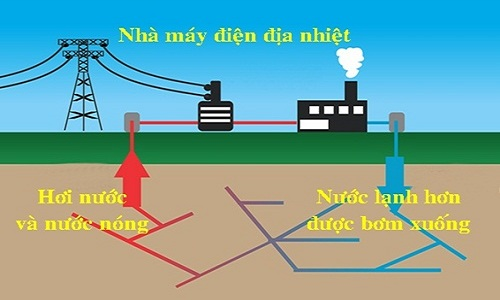 Nhà máy điện địa nhiệt
Hơi nước
và nước nóng
Nước lạnh hơn
được bơm xuống